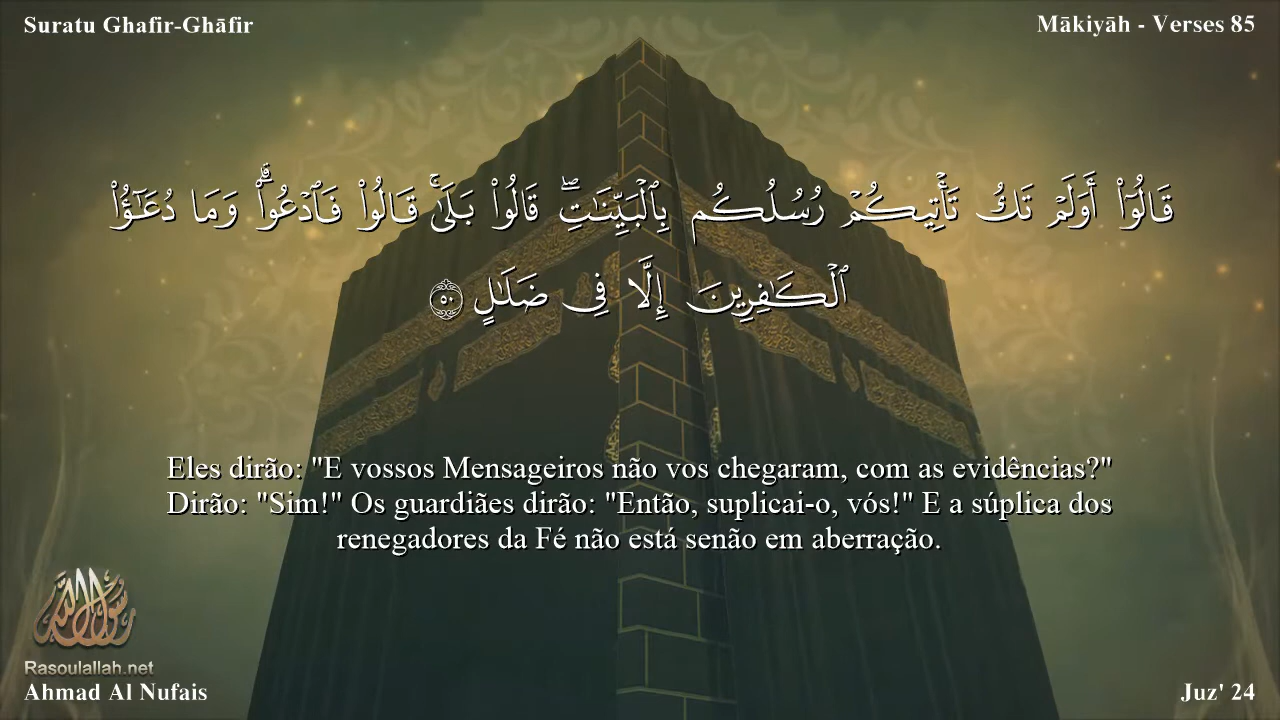 Suratu Ghafir-Ghāfir
Mākiyāh - Verses 85
قَالُوٓا۟ أَوَلَمْ تَكُ تَأْتِيكُمْ رُسُلُكُم بِٱلْبَيِّنَـٰتِ ۖ قَالُوا۟ بَلَىٰ ۚ قَالُوا۟ فَٱدْعُوا۟ ۗ وَمَا دُعَـٰٓؤُا۟
ٱلْكَـٰفِرِينَ إِلَّا فِى ضَلَـٰلٍ ٥٠
Eles dirão: "E vossos Mensageiros não vos chegaram, com as evidências?"
Dirão: "Sim!" Os guardiães dirão: "Então, suplicai-o, vós!" E a súplica dos
renegadores da Fé não está senão em aberração.
رسول الله
Rasoulallah.net
Ahmad Al Nufais
Juz' 24